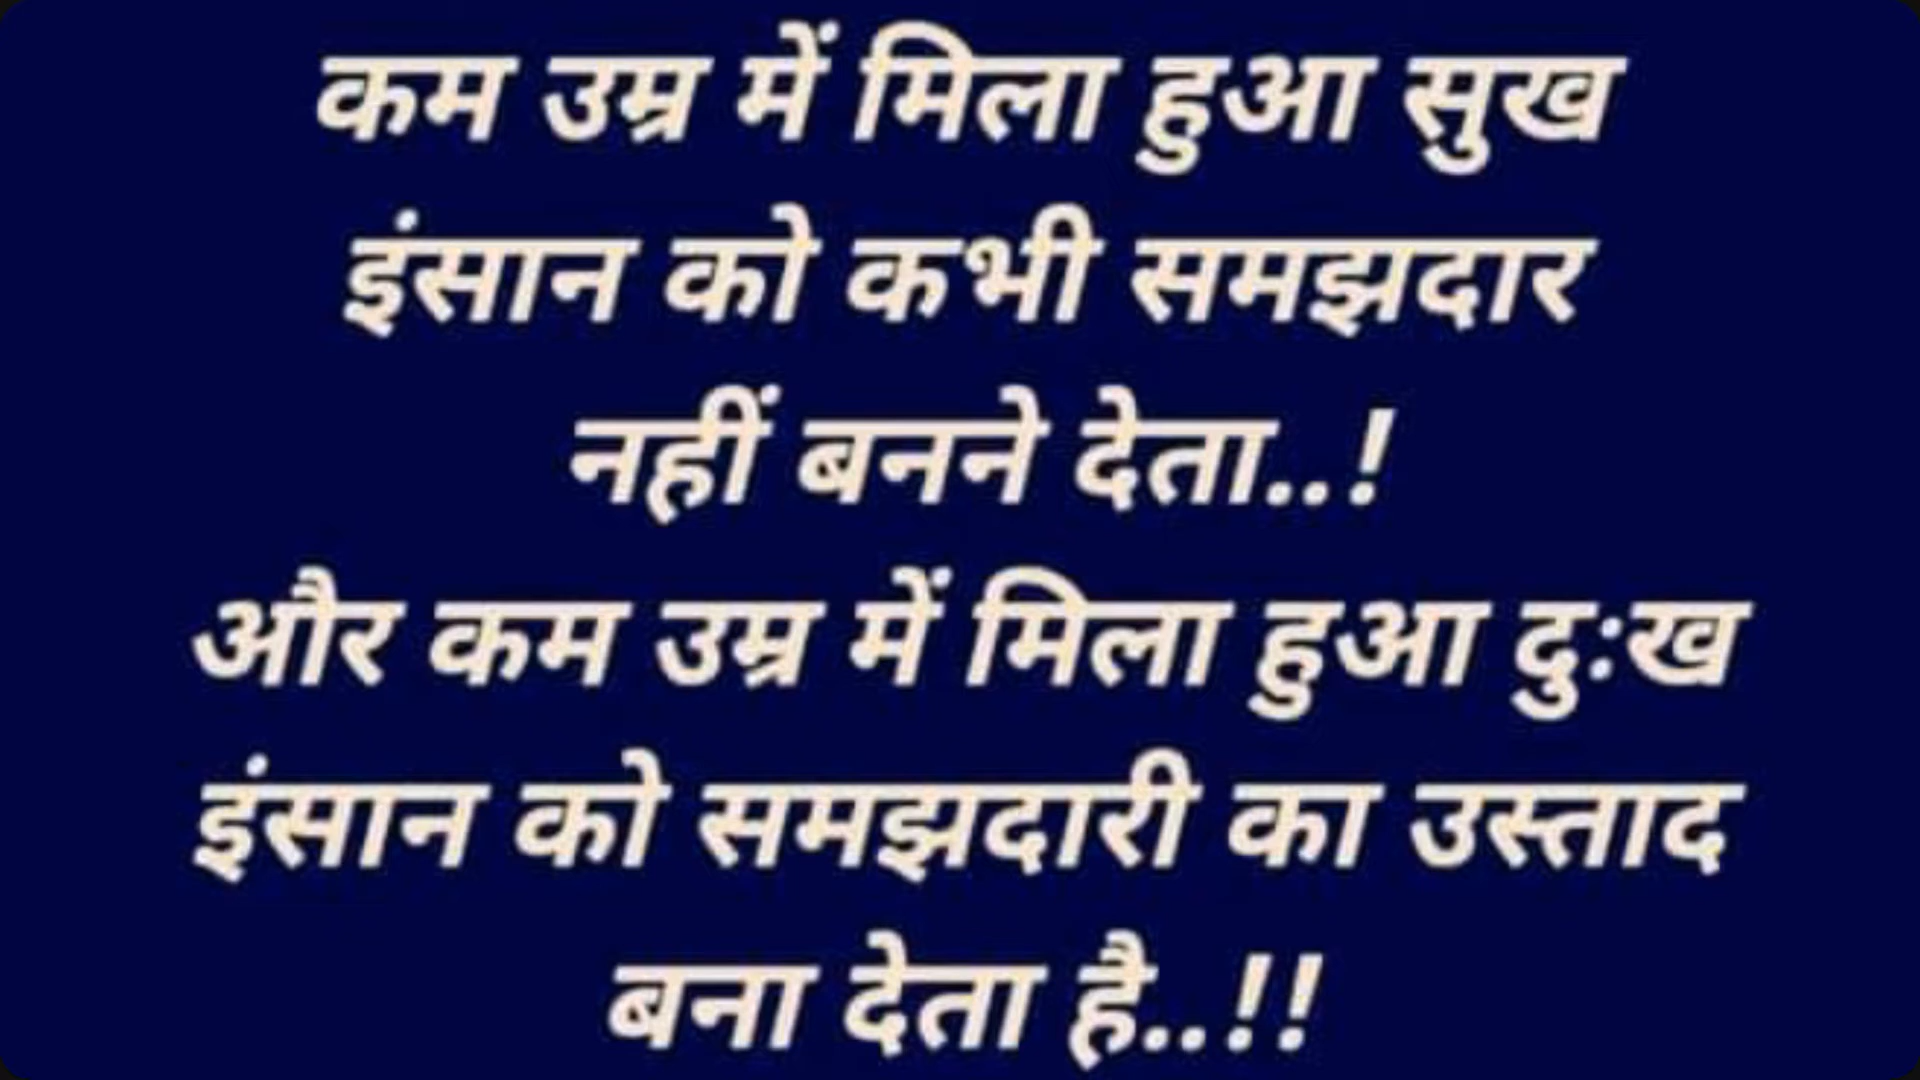 कम उम्र में मिला हुआ सुख
इंसान को कभी समझदार
नहीं बनने देता..!
और कम उम्र में मिला हुआ दु:ख
इंसान को समझदारी का उस्ताद
बना देता है..!!